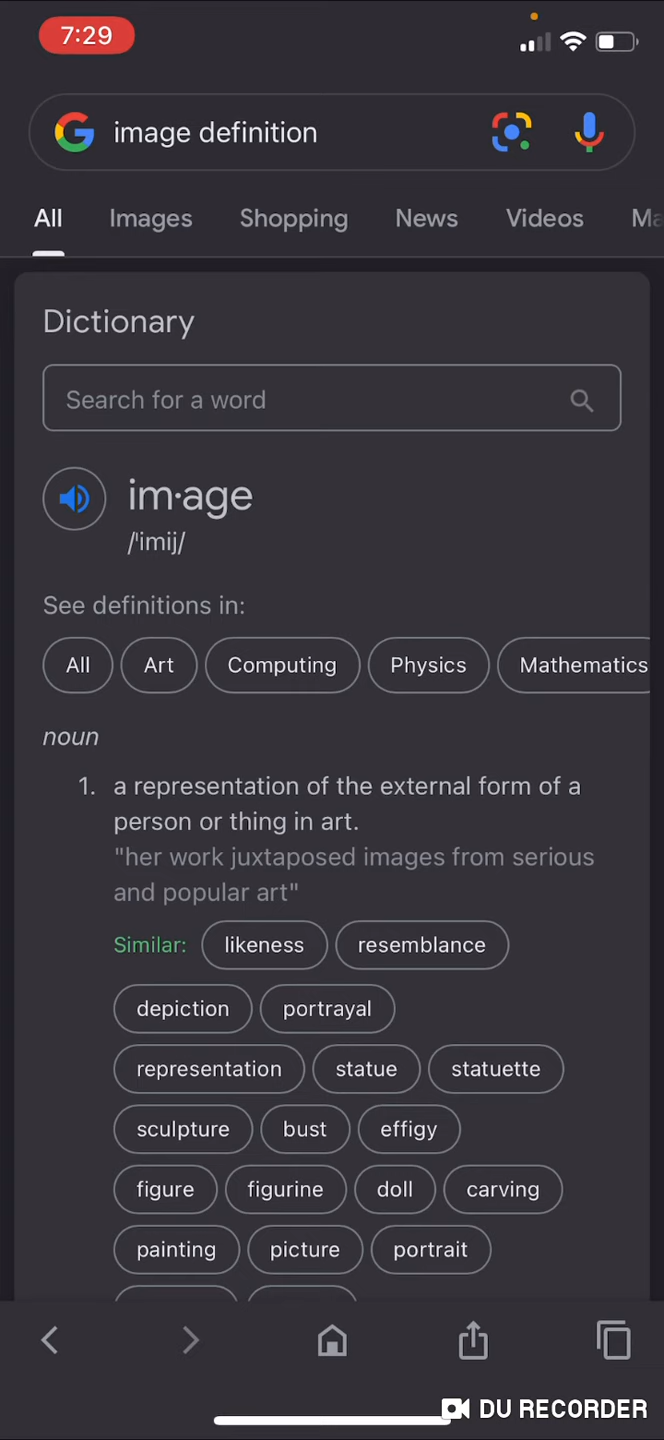 7:29
image definition
All Images Shopping News Videos Ma
Dictionary
Search for a word
im·age
/ˈimij/
See definitions in:
All Art Computing Physics Mathematics
noun
1. a representation of the external form of a
person or thing in art.
"her work juxtaposed images from serious
and popular art"
Similar: likeness resemblance
depiction portrayal
representation statue statuette
sculpture bust effigy
figure figurine doll carving
painting picture portrait
DU RECORDER